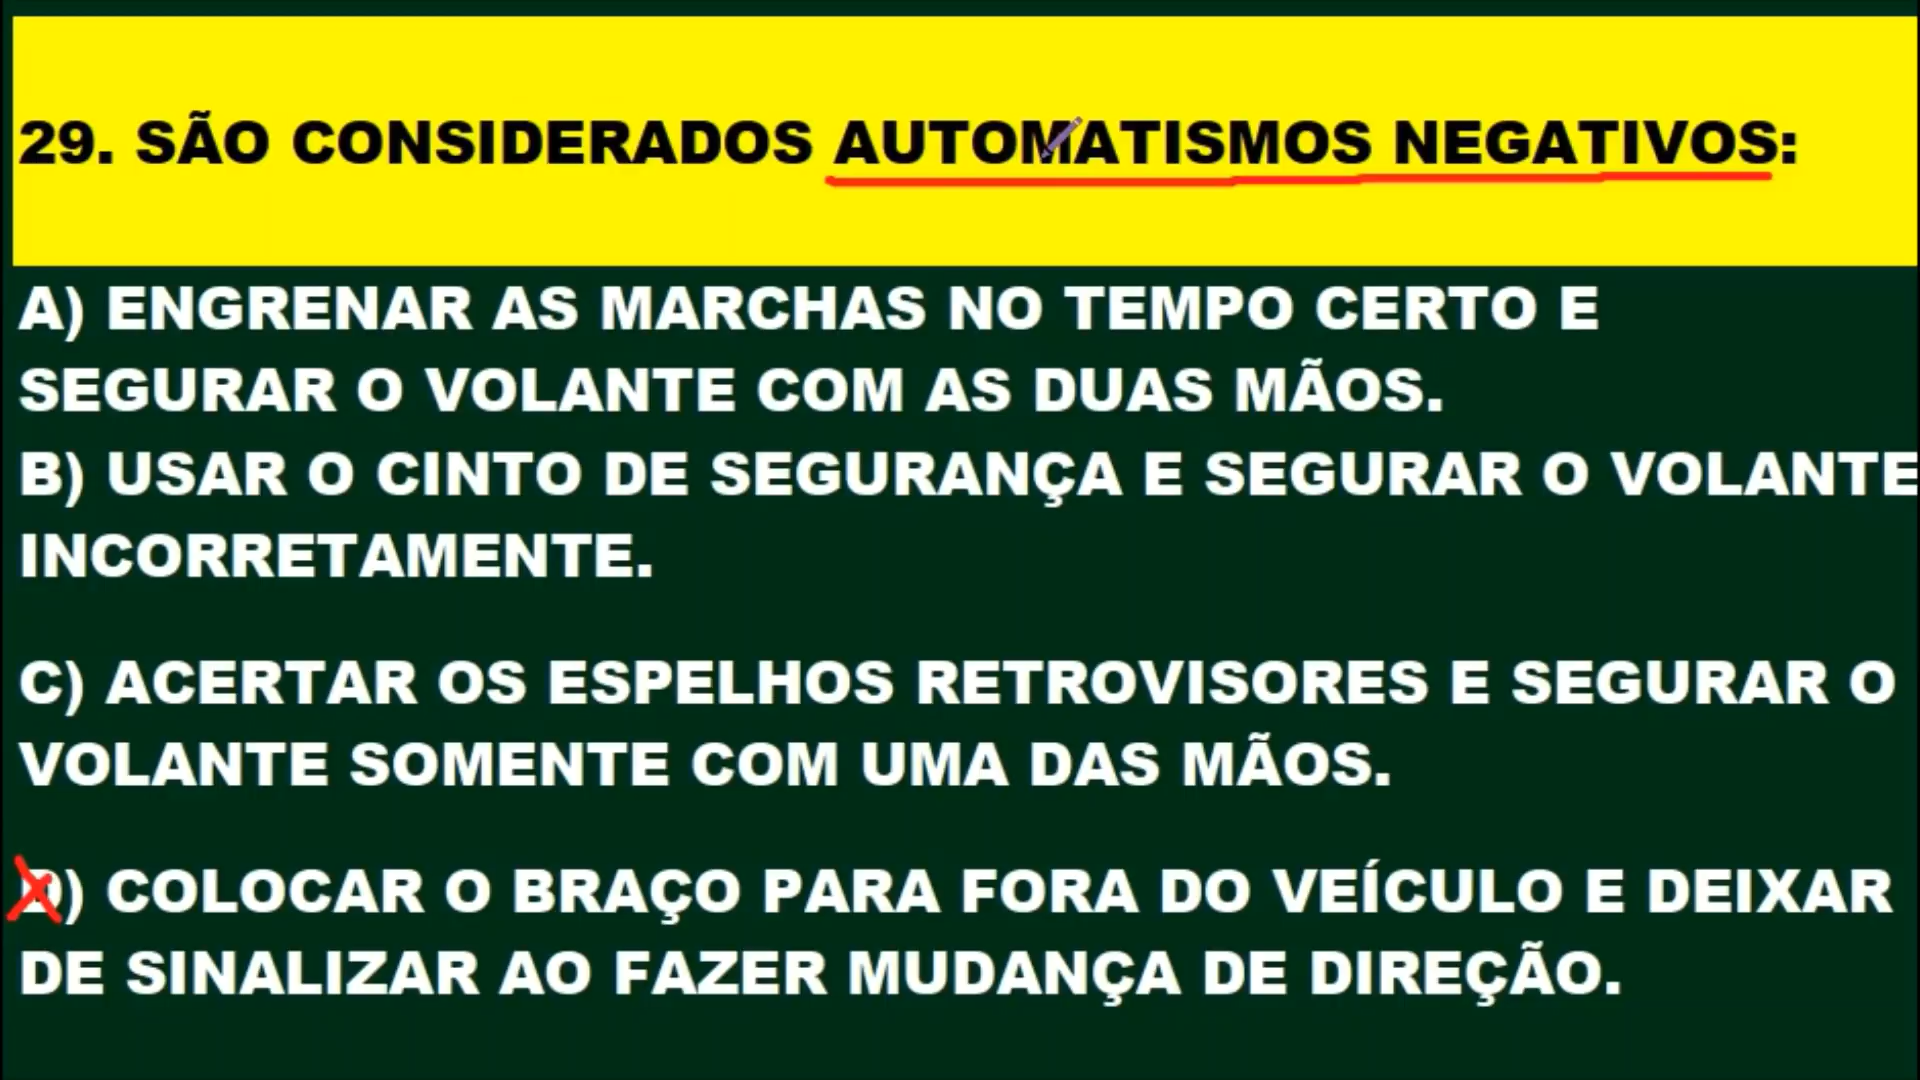 29. SÃO CONSIDERADOS AUTOMATISMOS NEGATIVOS:
A) ENGRENAR AS MARCHAS NO TEMPO CERTO E
SEGURAR O VOLANTE COM AS DUAS MÃOS.
B) USAR O CINTO DE SEGURANÇA E SEGURAR O VOLANTE
INCORRETAMENTE.
C) ACERTAR OS ESPELHOS RETROVISORES E SEGURAR O
VOLANTE SOMENTE COM UMA DAS MÃOS.
D) COLOCAR O BRAÇO PARA FORA DO VEÍCULO E DEIXAR
DE SINALIZAR AO FAZER MUDANÇA DE DIREÇÃO.